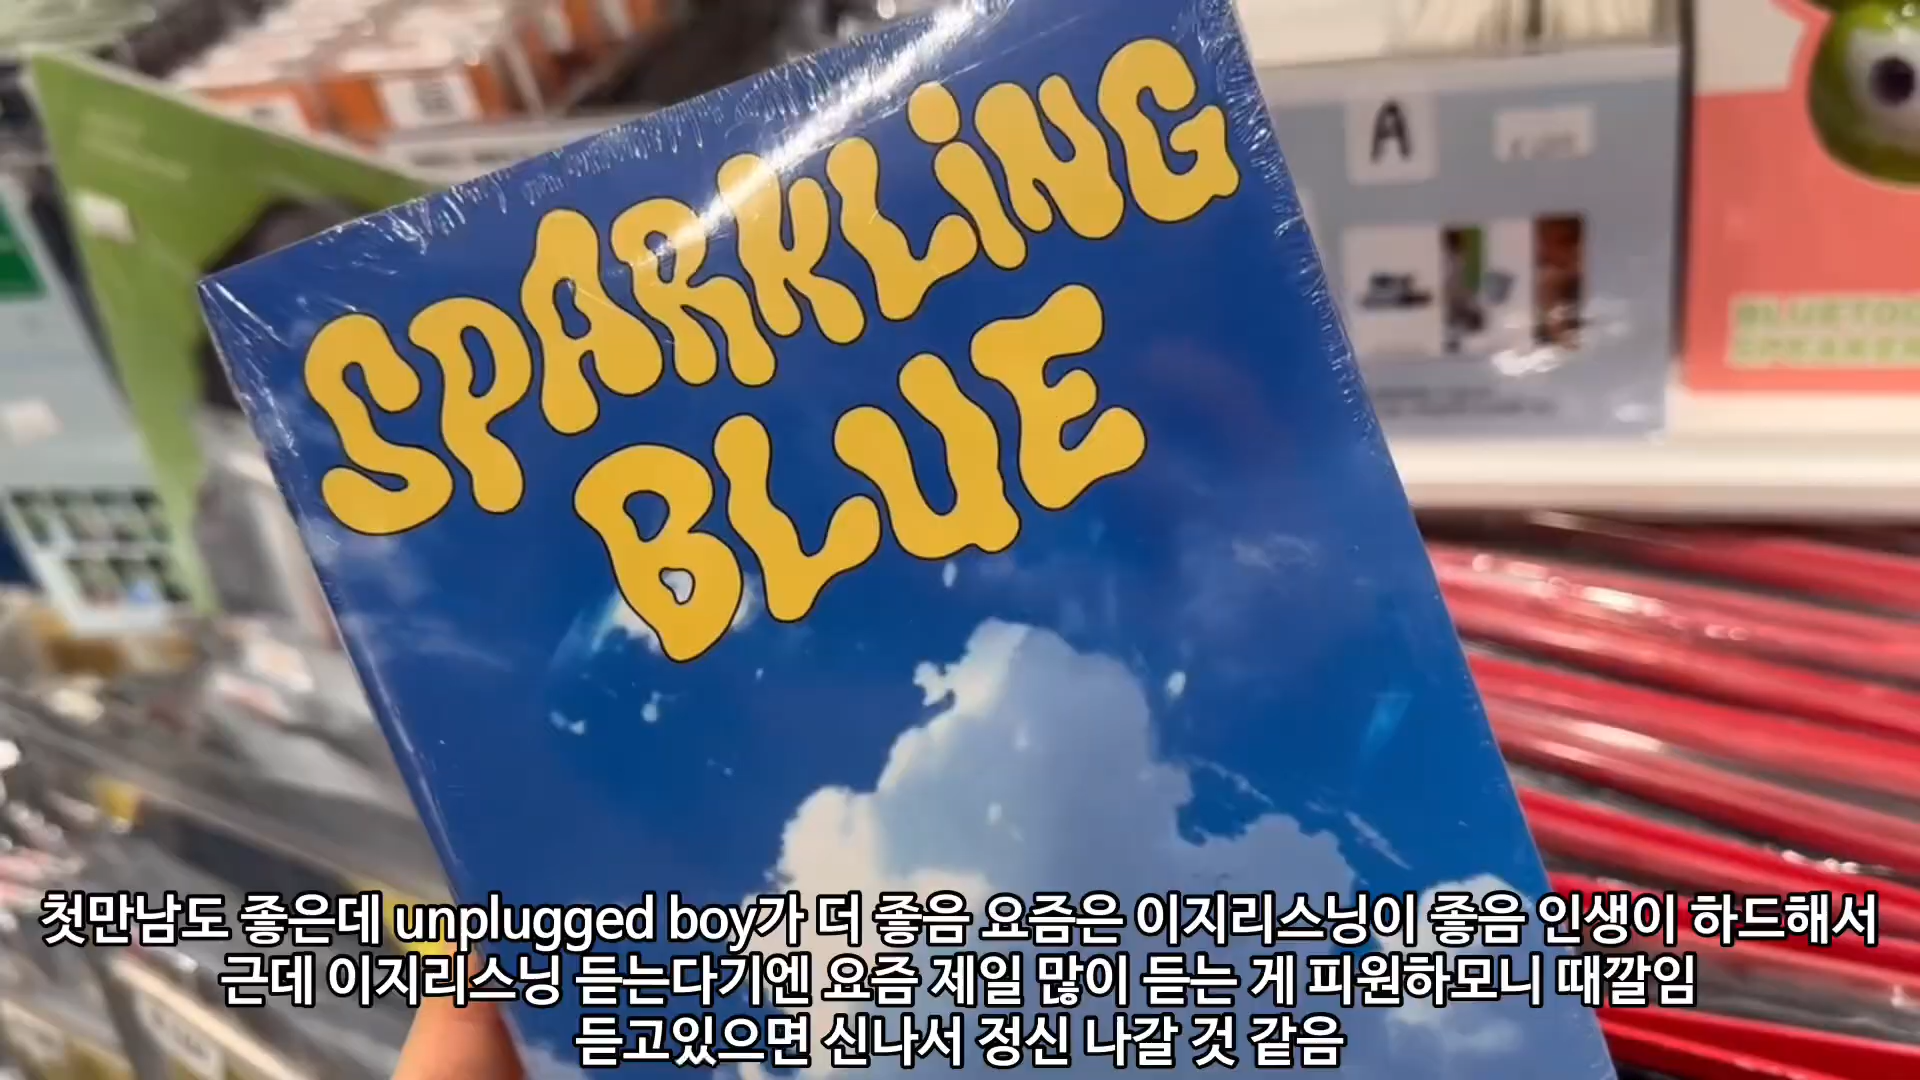 SPARKLiNG
BLUE
A
BLUETOO
SPEAKER
첫만남도 좋은데 unplugged boy가 더 좋음 요즘은 이지리스닝이 좋음 인생이 하드해서
근데 이지리스닝 듣는다기엔 요즘 제일 많이 듣는 게 피원하모니 때깔임
듣고있으면 신나서 정신 나갈 것 같음